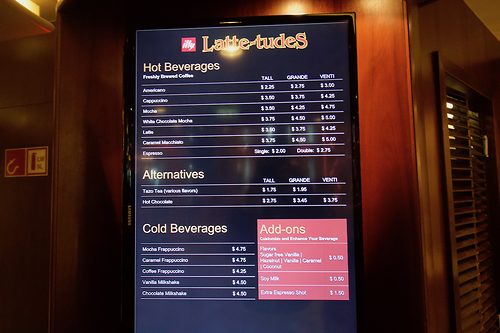 illy Latte-tudeS
Hot Beverages
Freshly Brewed Coffee TALL GRANDE VENTI
Americano $ 2.25 $ 2.75 $ 3.00
Cappuccino $ 3.50 $ 3.75 $ 4.25
Mocha $ 3.50 $ 4.25 $ 4.75
White Chocolate Mocha $ 3.75 $ 4.50 $ 5.00
Latte $ 3.50 $ 3.75 $ 4.25
Caramel Macchiato $ 3.75 $ 4.50 $ 5.00
Espresso Single: $ 2.00 Double: $ 2.75
Alternatives
TALL GRANDE VENTI
Tazo Tea (various flavors) $ 1.75 $ 1.95
Hot Chocolate $ 2.75 $ 3.45 $ 3.75
Cold Beverages
Mocha Frappuccino $ 4.75
Caramel Frappuccino $ 4.75
Coffee Frappuccino $ 4.25
Vanilla Milkshake $ 4.50
Chocolate Milkshake $ 4.50
Add-ons
Customize and Enhance Your Beverage
Flavors
Sugar free Vanilla |
Hazelnut | Vanilla | Caramel $ 0.50
| Coconut
Soy Milk $ 0.50
Extra Espresso Shot $ 1.50
SAMSUNG